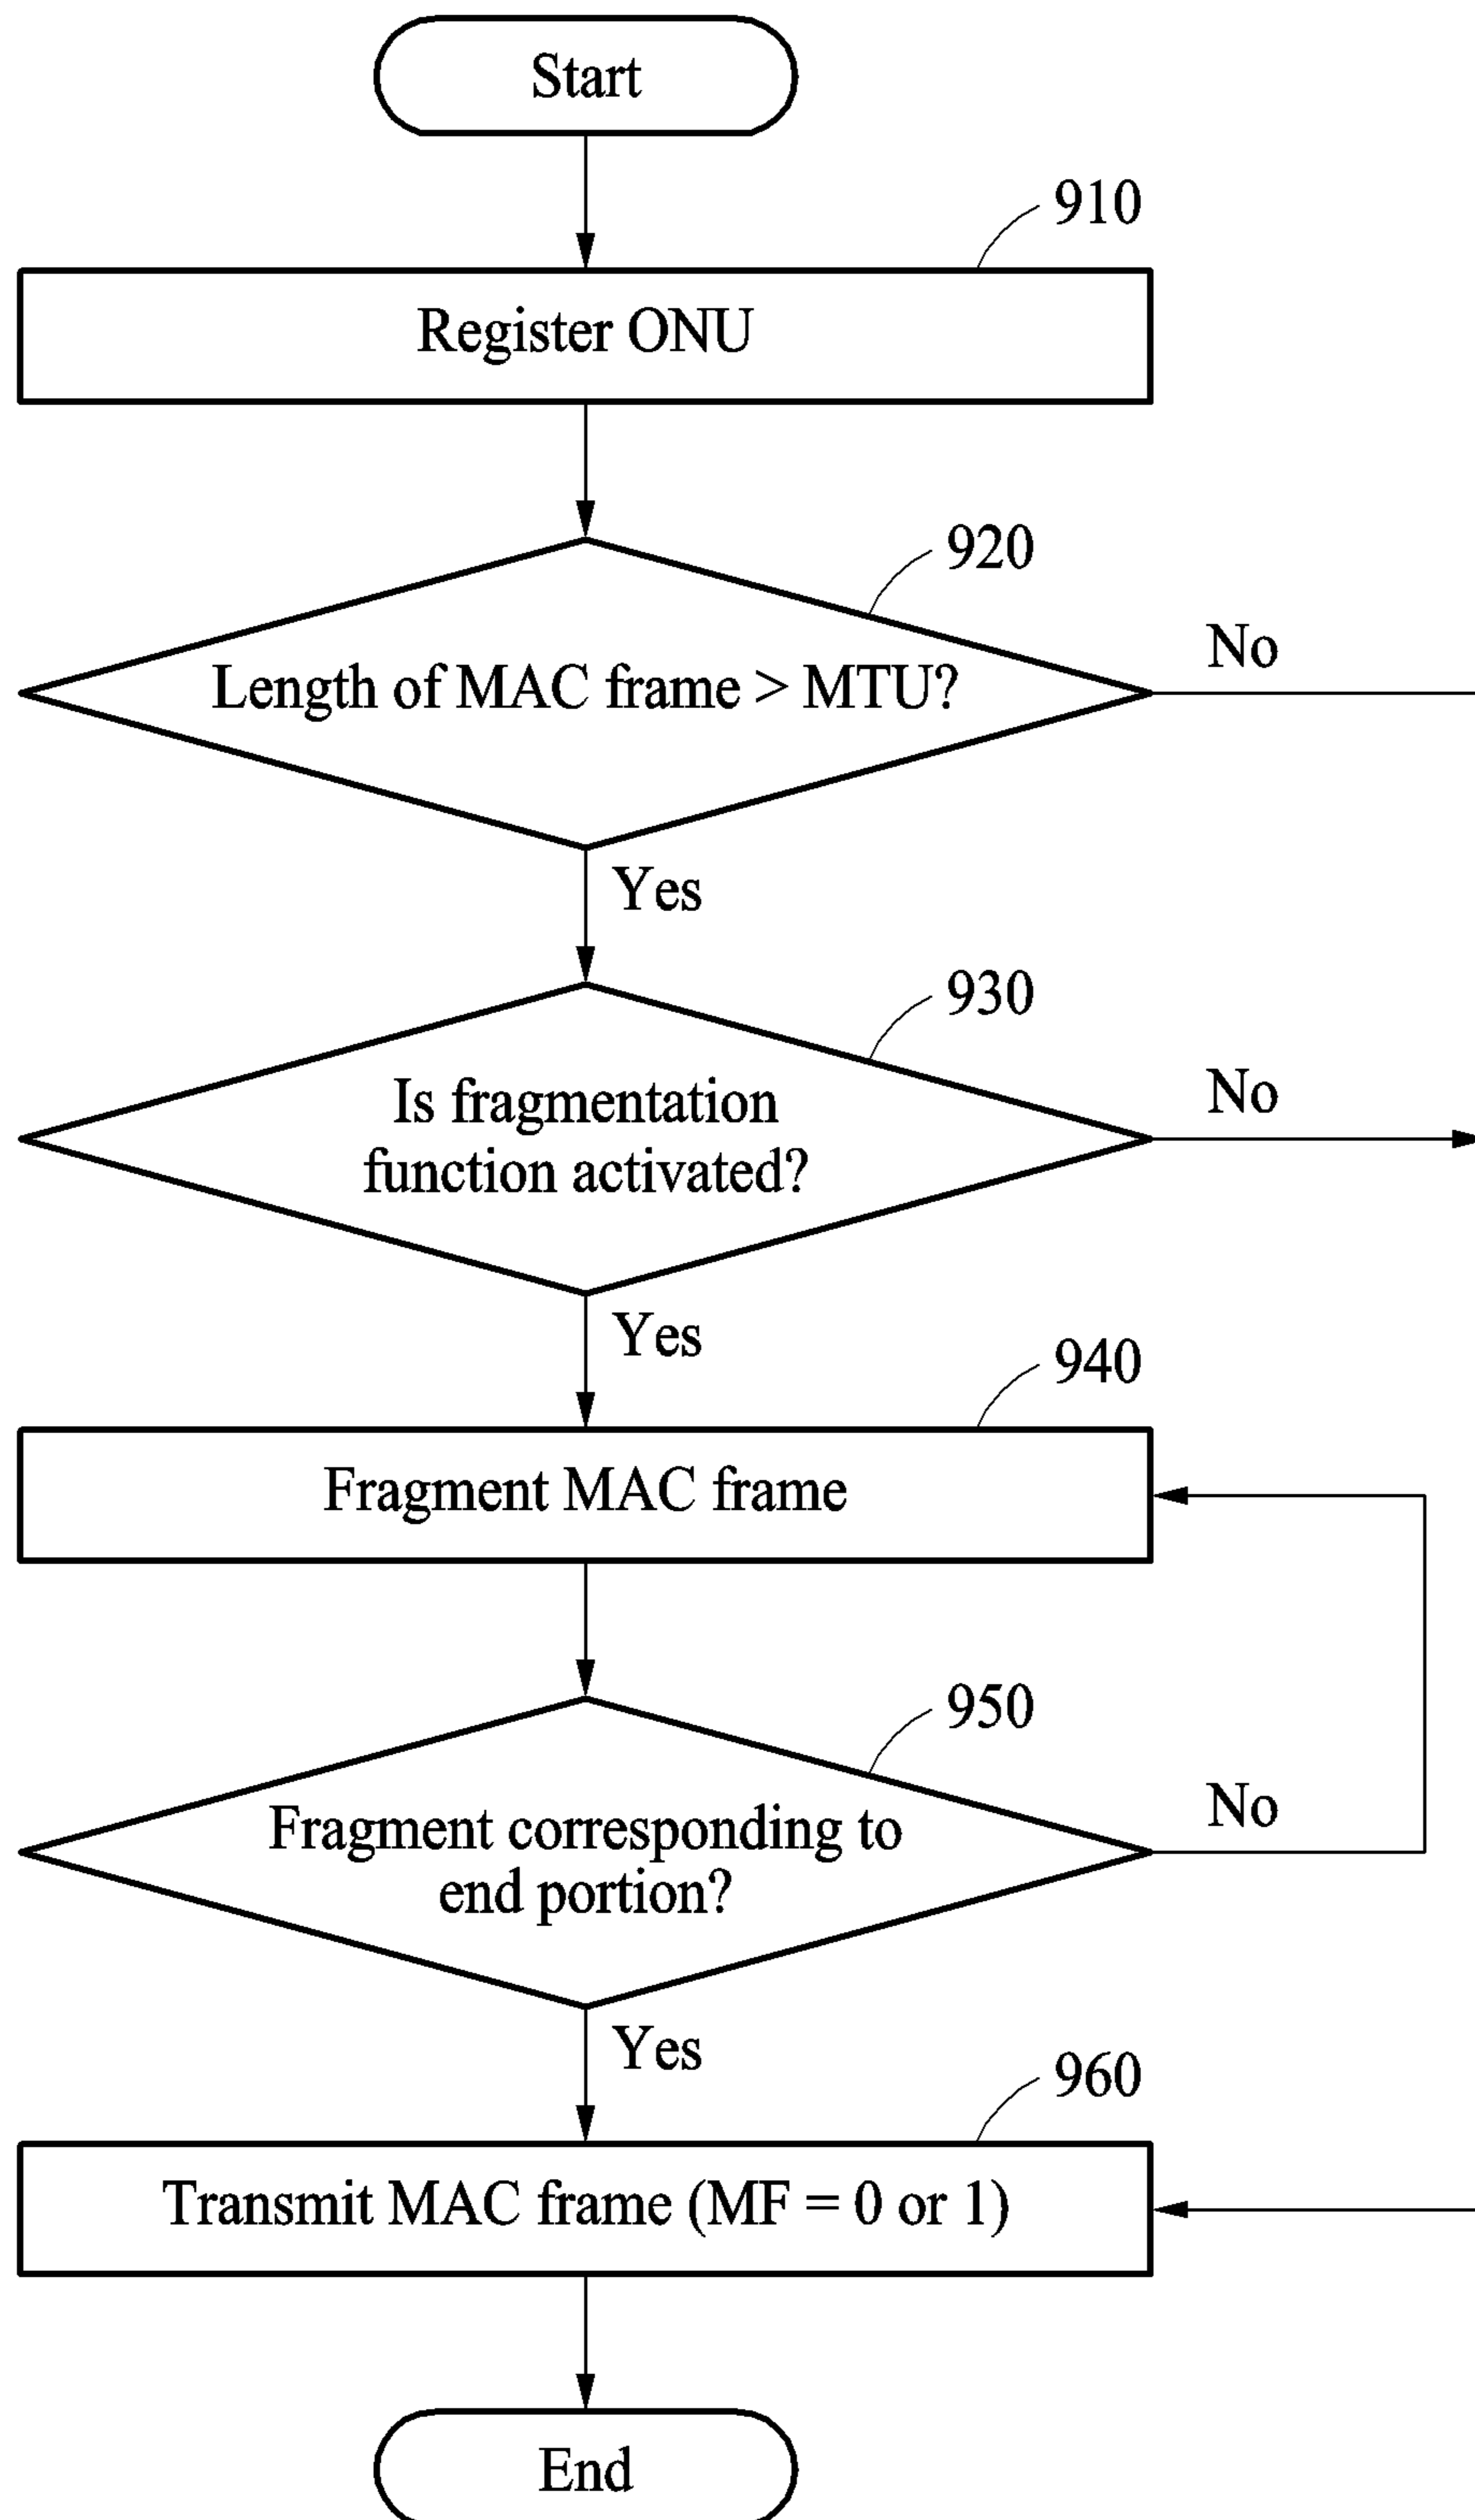 Start
910
Register ONU
920
Length of MAC frame > MTU?
No
Yes
930
Is fragmentation
function activated?
No
Yes
940
Fragment MAC frame
950
Fragment corresponding to
end portion?
No
Yes
960
Transmit MAC frame (MF = 0 or 1)
End